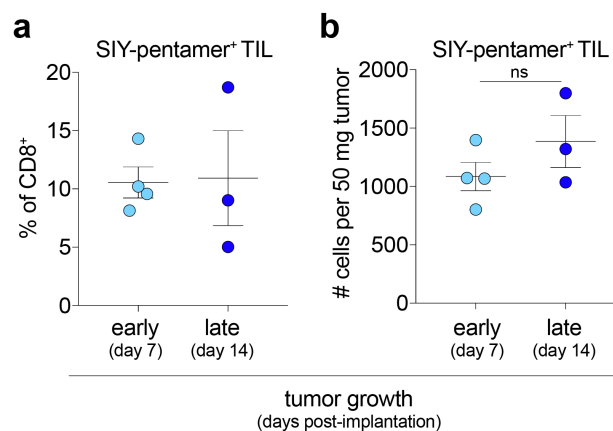 a
SIY-pentamer⁺ TIL
% of CD8⁺
20
15
10
5
0
early
(day 7)
late
(day 14)
b
SIY-pentamer⁺ TIL
ns
# cells per 50 mg tumor
2000
1500
1000
500
0
early
(day 7)
late
(day 14)
tumor growth
(days post-implantation)